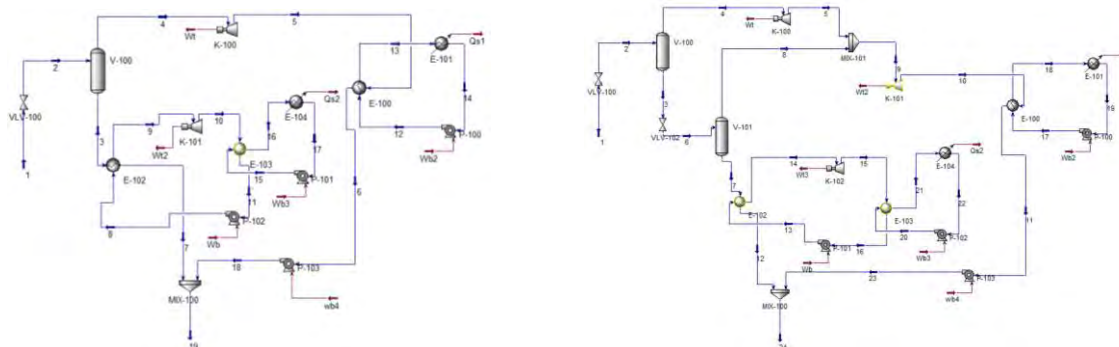 4
5
Wt
K-100
13
E-101
Qs1
V-100
2
VLV-100
1
3
9
10
K-101
Wt2
16
E-104
Qs2
17
E-100
14
12
P-100
Wb2
E-103
15
P-101
Wb3
E-102
11
P-102
8
Wb
6
7
18
P-103
wb4
MIX-100
19
4
5
Wt
K-100
V-100
2
8
MIX-101
9
VLV-100
1
3
VLV-102
6
V-101
Wt2
K-101
10
18
E-101
19
E-100
17
P-100
Wb2
7
14
Wt3
K-102
15
21
E-104
Qs2
22
E-102
E-103
13
20
P-102
Wb3
P-101
16
Wb
12
11
23
P-103
wb4
MIX-100